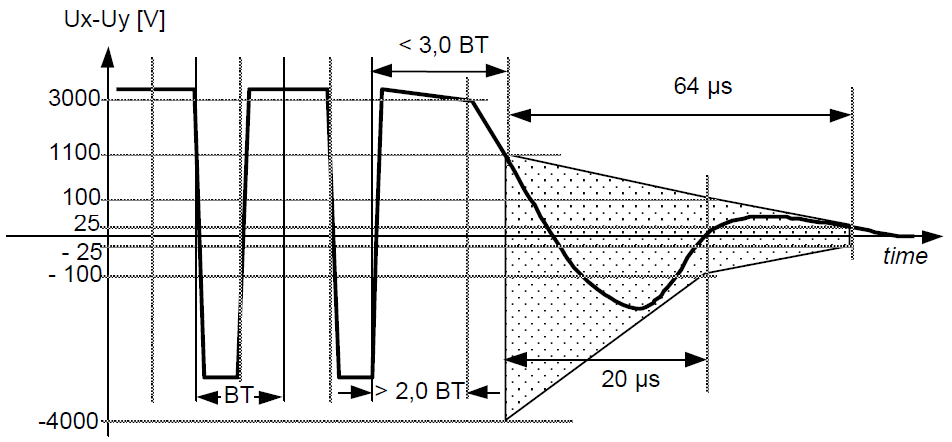 Ux-Uy [V]
< 3,0 BT
64 µs
3000
1100
100
25
- 25
- 100
time
20 µs
BT
> 2,0 BT
-4000